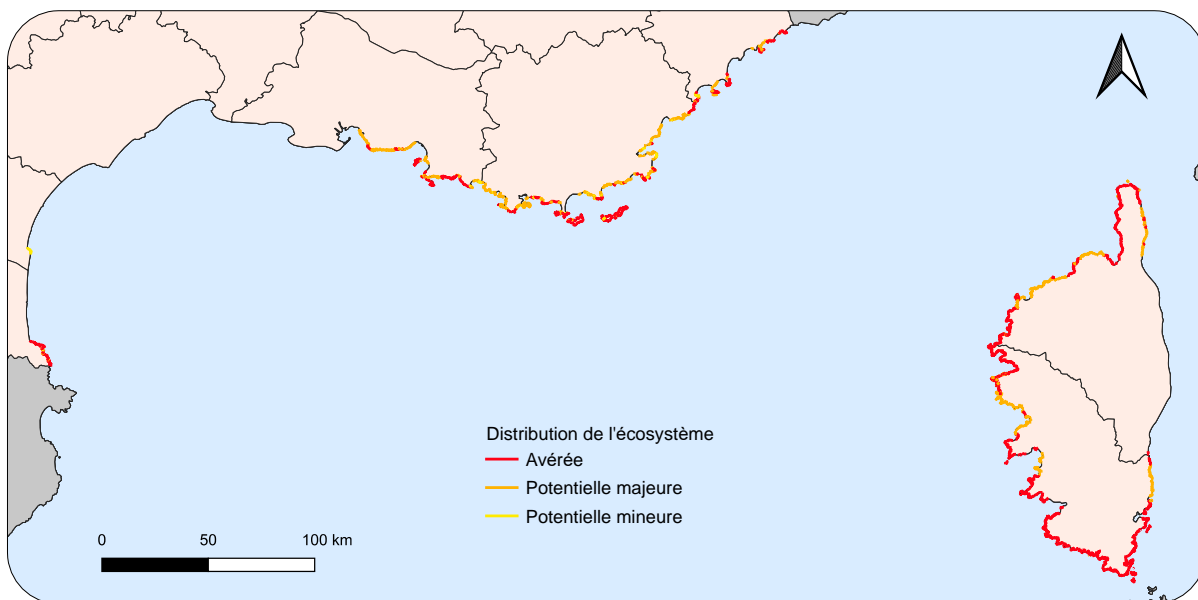 Distribution de l'écosystème
Avérée
Potentielle majeure
Potentielle mineure
0 50 100 km